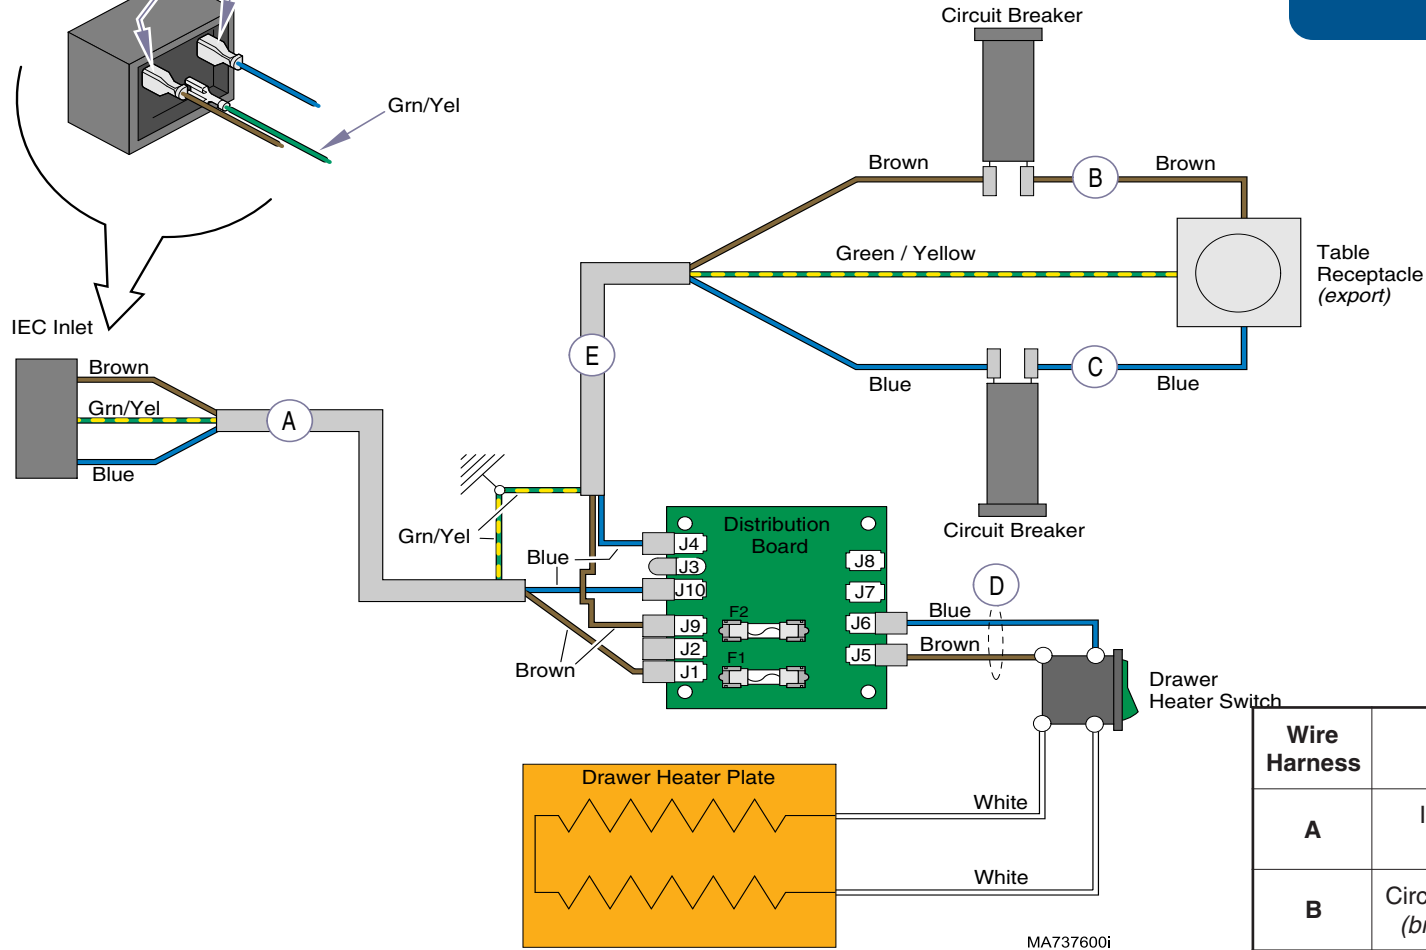 Circuit Breaker
Grn/Yel
Brown
B
Brown
Green / Yellow
Table
Receptacle
(export)
IEC Inlet
Brown
Grn/Yel
A
Blue
E
Blue
C
Blue
Circuit Breaker
Grn/Yel
Blue
Brown
Distribution
Board
J4
J3
J10
J9
J2
J1
F2
F1
J8
J7
J6
J5
D
Blue
Brown
Drawer
Heater Switch
Drawer Heater Plate
White
White
MA737600i
Wire
Harness
A
B